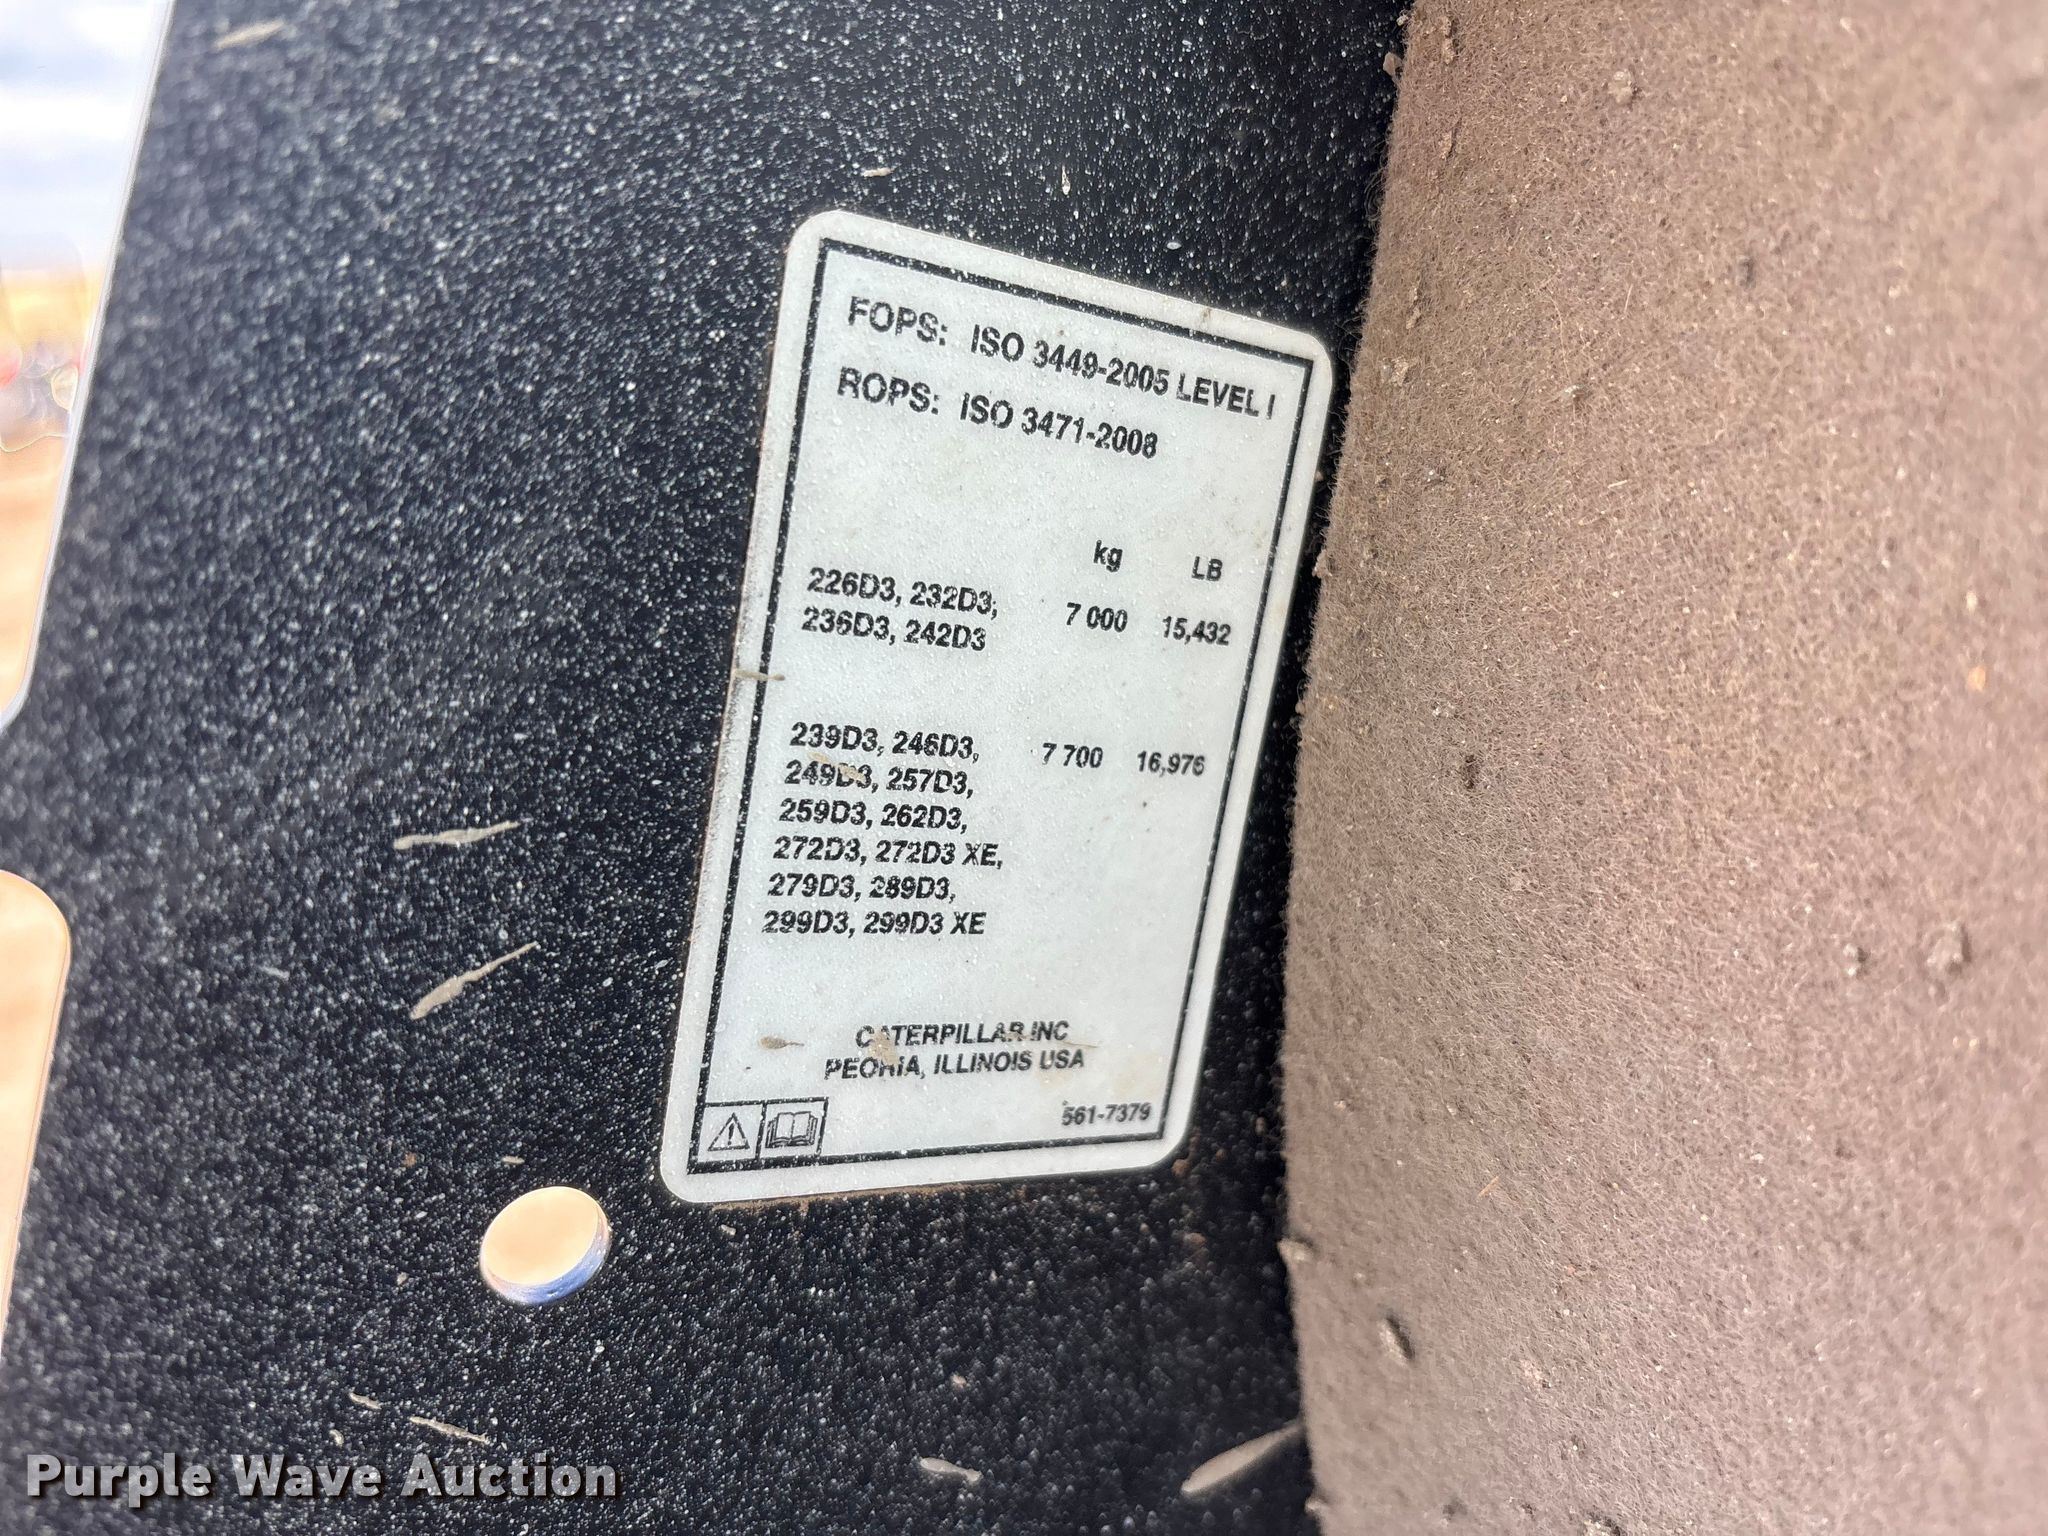 FOPS: ISO 3449-2005 LEVEL I
ROPS: ISO 3471-2008
kg LB
226D3, 232D3, 7 000 15,432
236D3, 242D3
239D3, 246D3, 7 700 16,976
249D3, 257D3,
259D3, 262D3,
272D3, 272D3 XE,
279D3, 289D3,
299D3, 299D3 XE
CATERPILLAR INC
PEORIA, ILLINOIS USA
561-7379
Purple Wave Auction